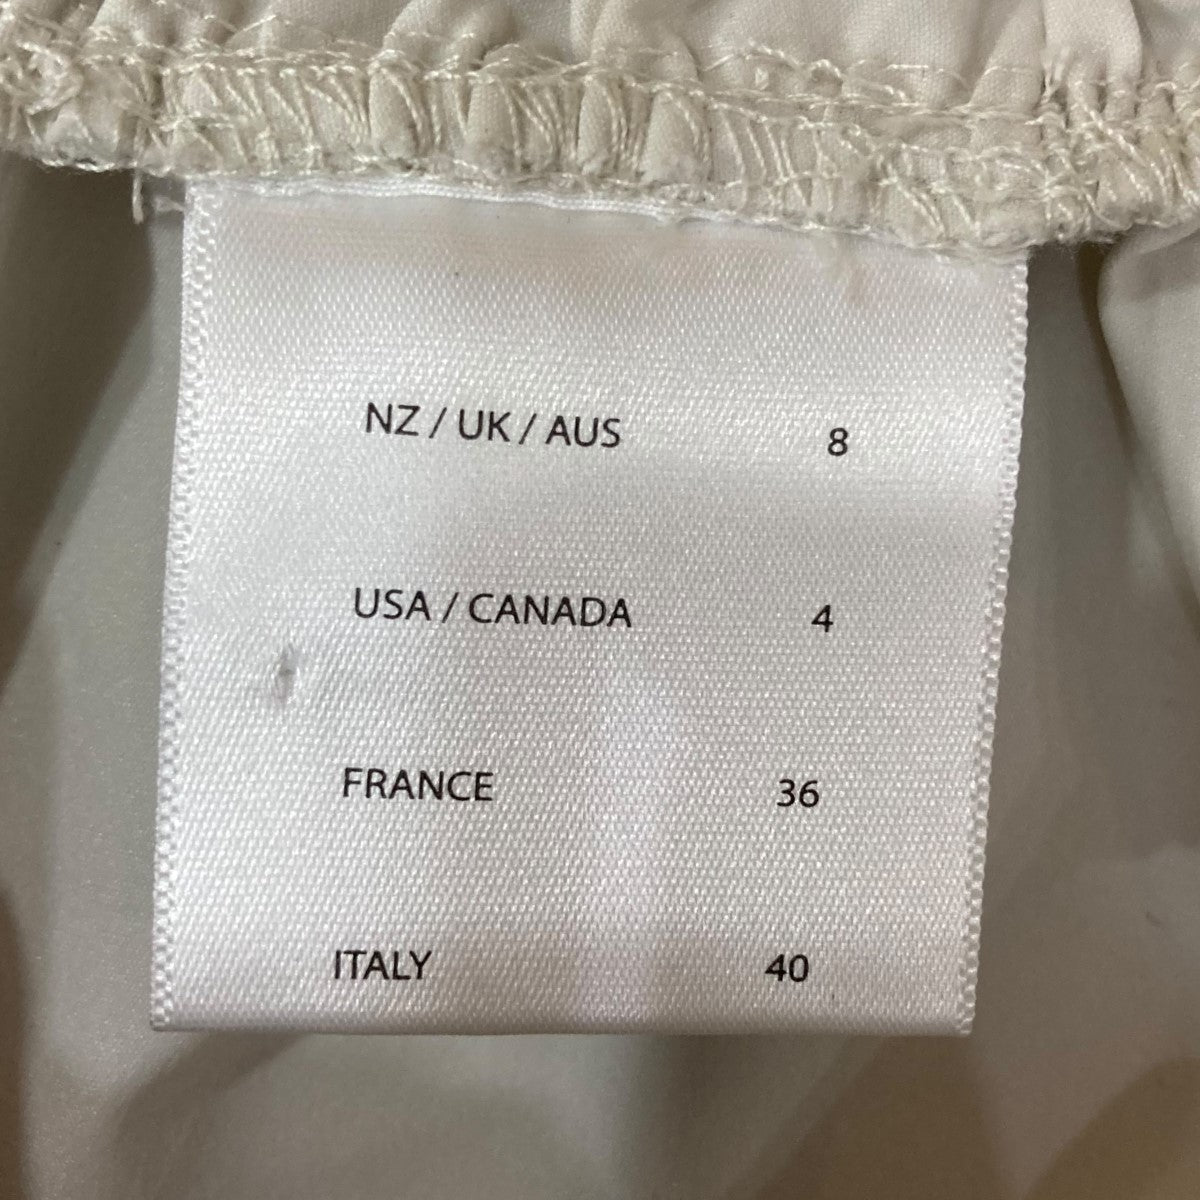 NZ / UK / AUS 8
USA / CANADA 4
FRANCE 36
ITALY 40